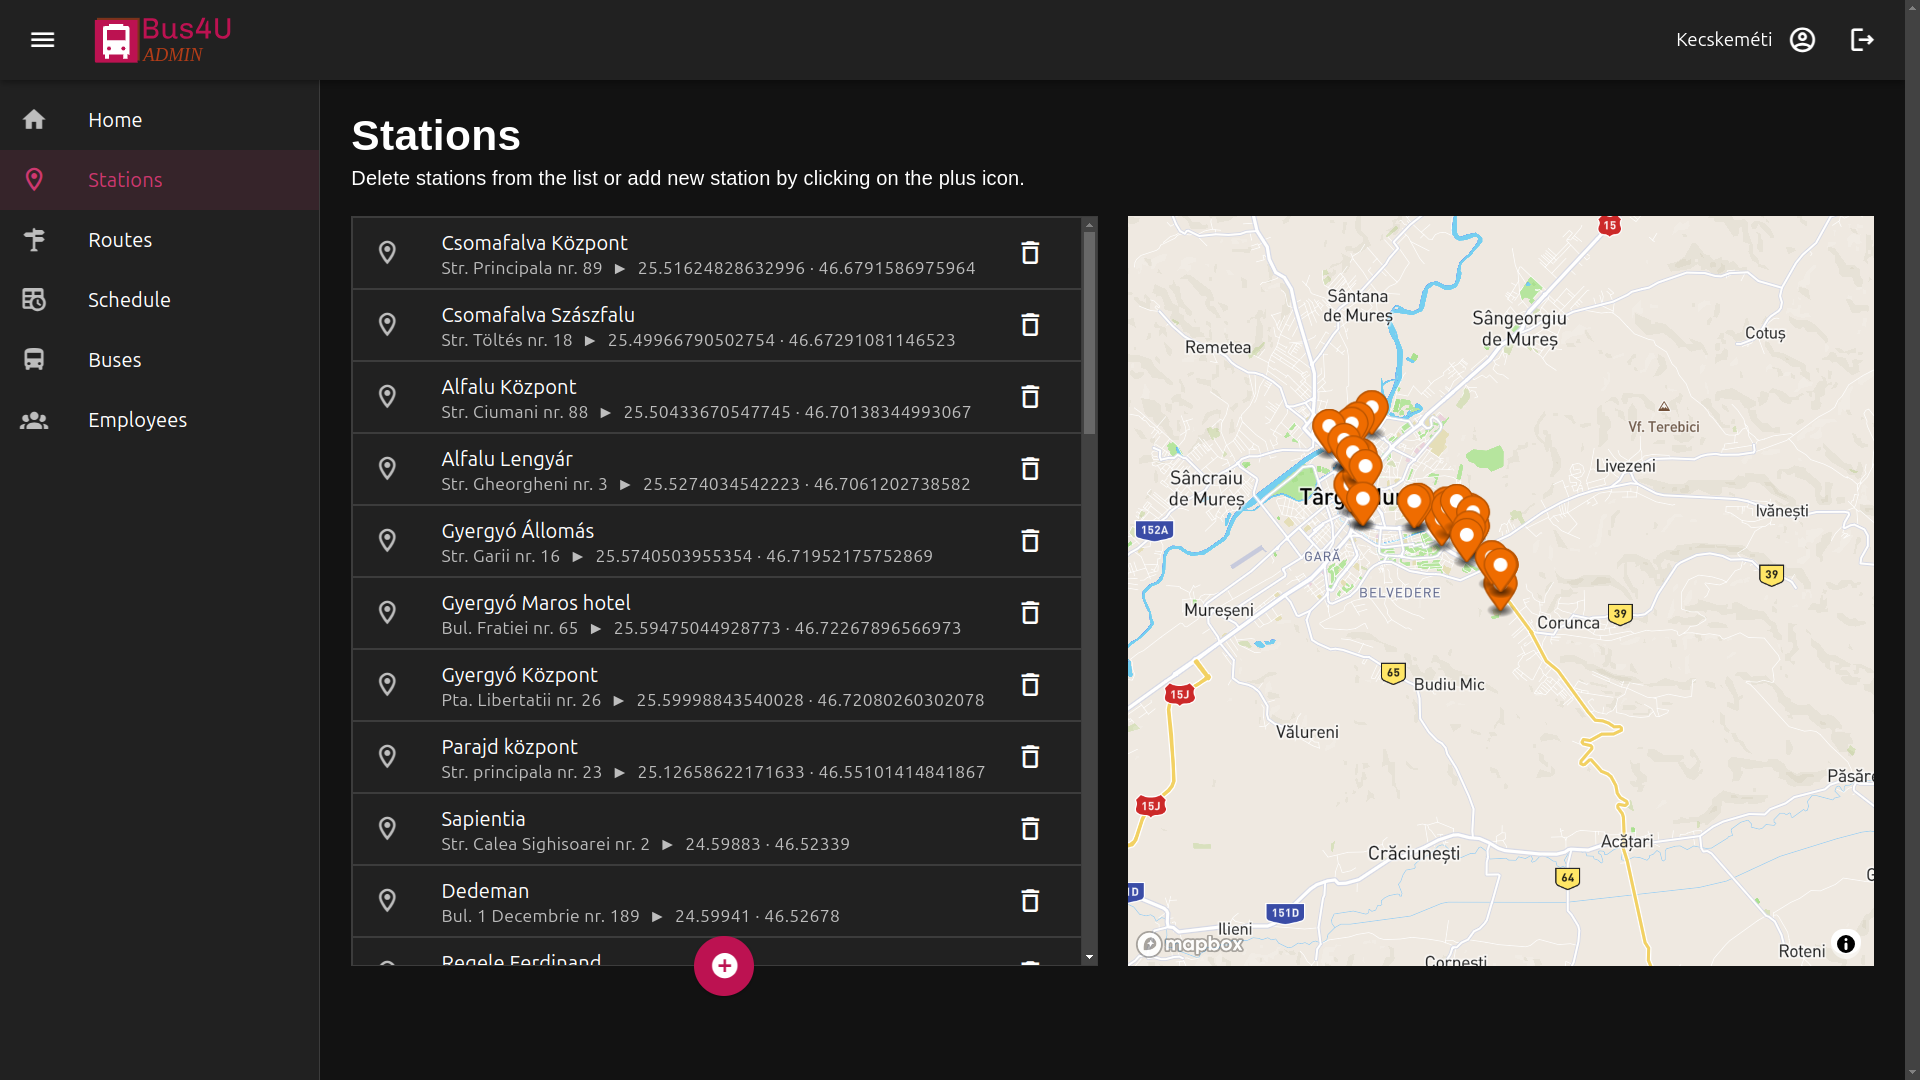 Bus4U
ADMIN
Kecskeméti
Home
Stations
Routes
Schedule
Buses
Employees
Stations
Delete stations from the list or add new station by clicking on the plus icon.
Csomafalva Központ
Str. Principala nr. 89 ► 25.51624828632996 · 46.6791586975964
Csomafalva Szászfalu
Str. Töltés nr. 18 ► 25.49966790502754 · 46.67291081146523
Alfalu Központ
Str. Ciumani nr. 88 ► 25.50433670547745 · 46.70138344993067
Alfalu Lengyár
Str. Gheorgheni nr. 3 ► 25.5274034542223 · 46.7061202738582
Gyergyó Állomás
Str. Garii nr. 16 ► 25.5740503955354 · 46.71952175752869
Gyergyó Maros hotel
Bul. Fratiei nr. 65 ► 25.59475044928773 · 46.72267896566973
Gyergyó Központ
Pta. Libertatii nr. 26 ► 25.59998843540028 · 46.72080260302078
Parajd központ
Str. principala nr. 23 ► 25.12658622171633 · 46.55101414841867
Sapientia
Str. Calea Sighisoarei nr. 2 ► 24.59883 · 46.52339
Dedeman
Bul. 1 Decembrie nr. 189 ► 24.59941 · 46.52678
Regele Ferdinand
15
Sântana
de Mureș
Sângeorgiu
de Mureș
Cotuș
Remetea
Vf. Terebici
Livezeni
Sâncraiu
de Mureș
Ivănești
152A
GARĂ
39
BELVEDERE
Mureșeni
39
Corunca
65
Budiu Mic
15J
Vălureni
15J
Acățari
Crăciunești
64
151D
Ilieni
mapbox
Roteni
Cornești